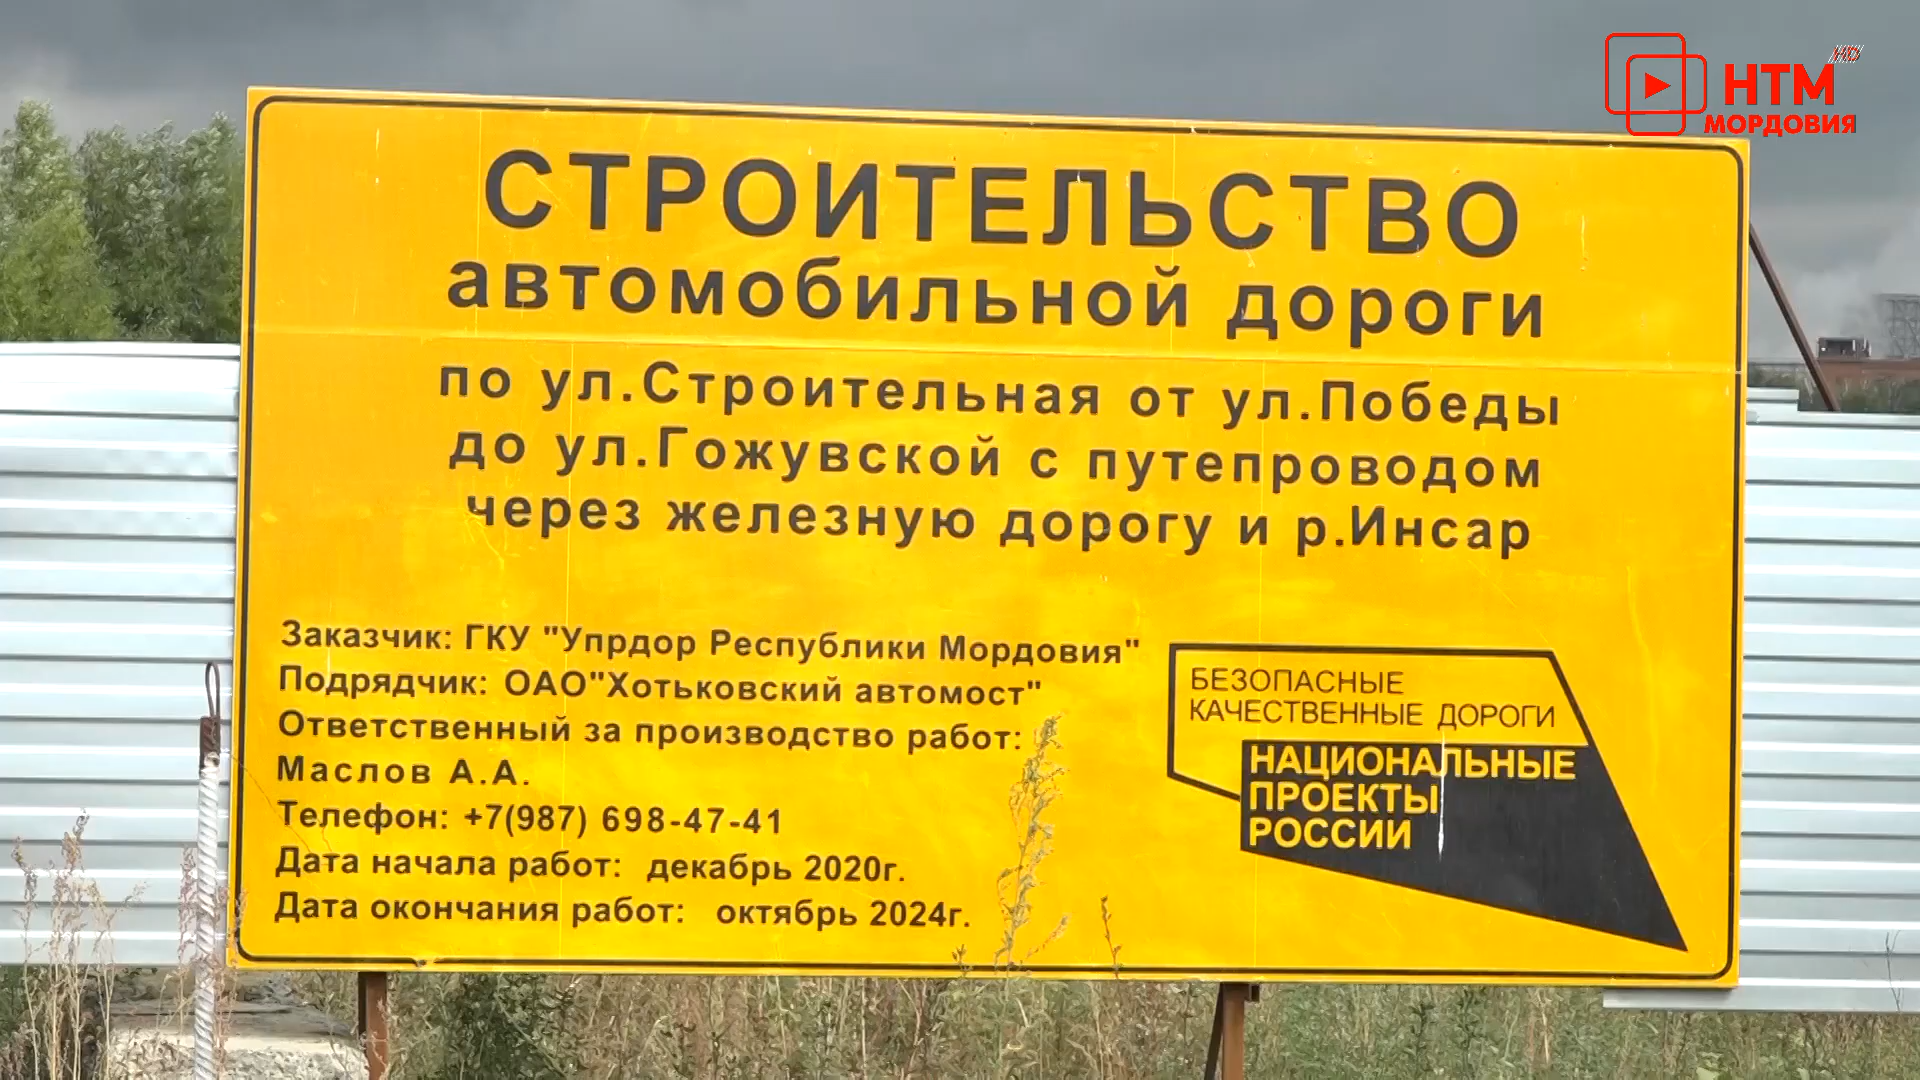 НТМ HD
МОРДОВИЯ
СТРОИТЕЛЬСТВО
автомобильной дороги
по ул.Строительная от ул.Победы
до ул.Гожувской с путепроводом
через железную дорогу и р.Инсар
Заказчик: ГКУ "Упрдор Республики Мордовия"
Подрядчик: ОАО"Хотьковский автомост"
Ответственный за производство работ:
Маслов А.А.
Телефон: +7(987) 698-47-41
Дата начала работ: декабрь 2020г.
Дата окончания работ: октябрь 2024г.
БЕЗОПАСНЫЕ
КАЧЕСТВЕННЫЕ ДОРОГИ
НАЦИОНАЛЬНЫЕ
ПРОЕКТЫ
РОССИИ